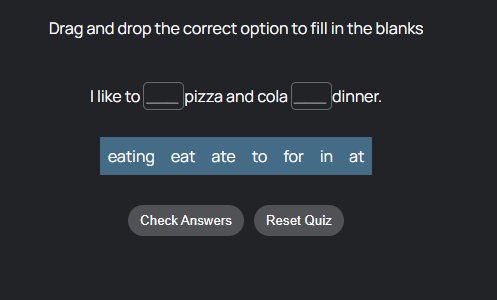 Drag and drop the correct option to fill in the blanks
I like to ____ pizza and cola ____ dinner.
eating eat ate to for in at
Check Answers Reset Quiz